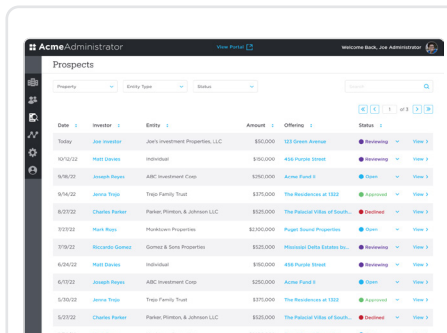 AcmeAdministrator
View Portal
Welcome Back, Joe Administrator
Prospects
Property
Entity Type
Status
Search
1 of 3
Date Investor Entity Amount Offering Status
Today Joe Investor Joe's Investment Properties, LLC $50,000 123 Green Avenue Reviewing View >
10/12/22 Matt Davies Individual $150,000 456 Purple Street Reviewing View >
9/16/22 Joseph Reyes ABC Investment Corp $250,000 Acme Fund II Open View >
9/14/22 Jenna Trejo Trejo Family Trust $375,000 The Residences at 1322 Approved View >
8/27/22 Charles Parker Parker, Plimton, & Johnson LLC $525,000 The Palacial Villas of South... Declined View >
7/27/22 Mark Roys Munktown Properties $2,100,000 Puget Sound Properties Open View >
7/19/22 Riccardo Gomes Gomez & Sons Properties $525,000 Mississippi Delta Estates by... Reviewing View >
6/24/22 Matt Davies Individual $150,000 456 Purple Street Reviewing View >
6/17/22 Joseph Reyes ABC Investment Corp $250,000 Acme Fund II Open View >
5/30/22 Jenna Trejo Trejo Family Trust $375,000 The Residences at 1322 Approved View >
5/27/22 Charles Parker Parker, Plimton, & Johnson LLC $525,000 The Palacial Villas of South... Declined View >